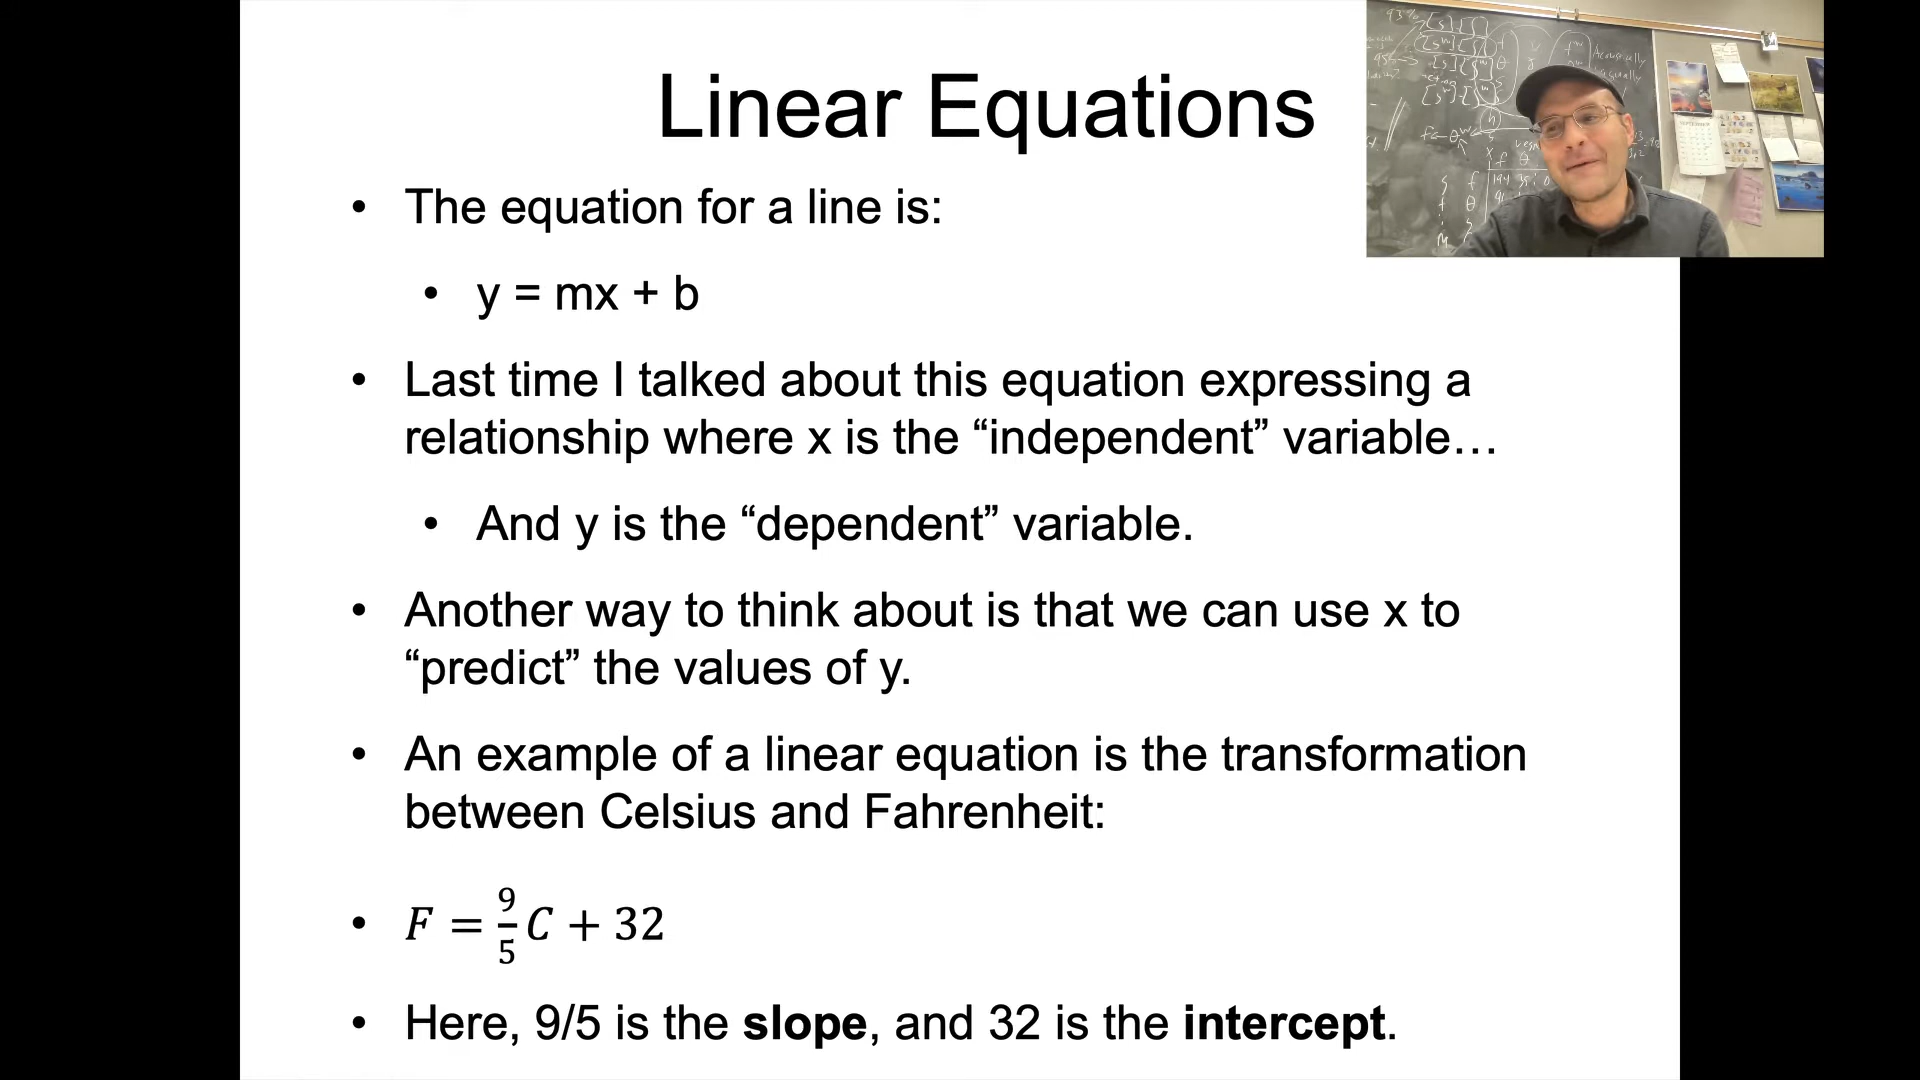 Linear Equations
• The equation for a line is:
• y = mx + b
• Last time I talked about this equation expressing a
relationship where x is the “independent” variable…
• And y is the “dependent” variable.
• Another way to think about is that we can use x to
“predict” the values of y.
• An example of a linear equation is the transformation
between Celsius and Fahrenheit:
• F = 9/5 C + 32
• Here, 9/5 is the slope, and 32 is the intercept.
93%
[s] [ʃ]